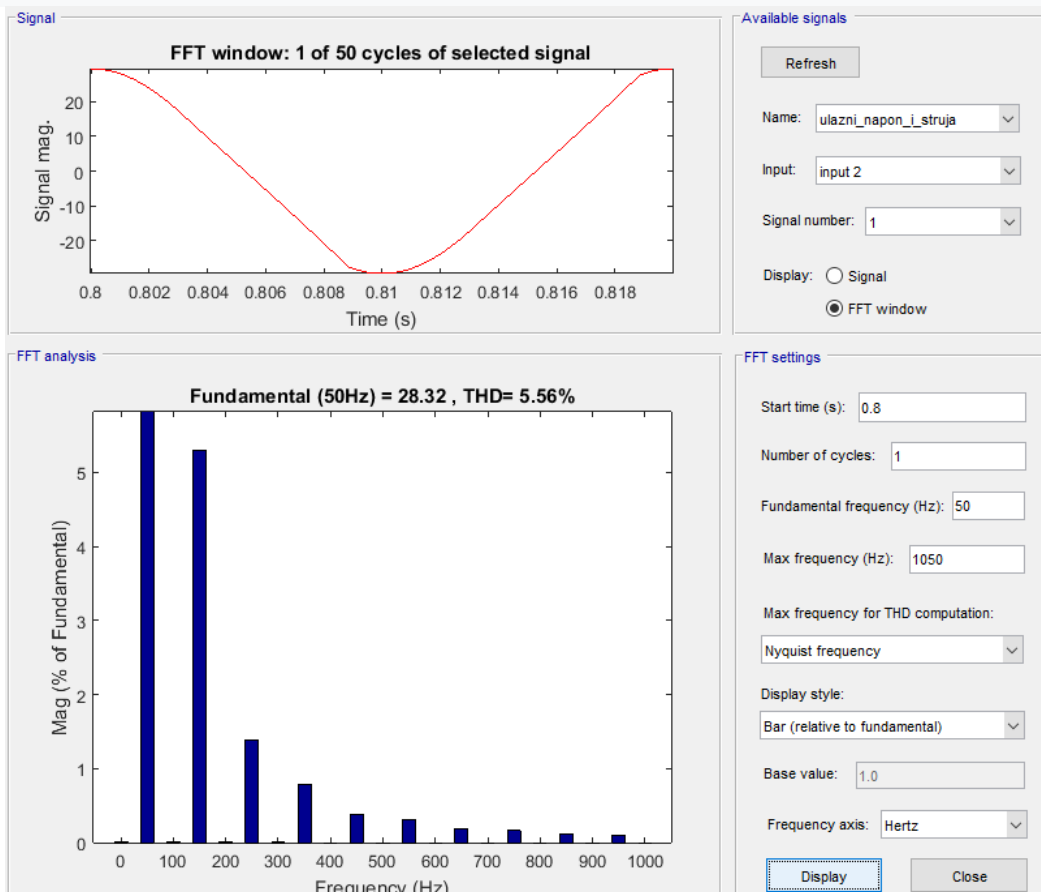 Signal
FFT window: 1 of 50 cycles of selected signal
Signal mag.
20
10
0
-10
-20
0.8 0.802 0.804 0.806 0.808 0.81 0.812 0.814 0.816 0.818
Time (s)
Available signals
Refresh
Name: ulazni_napon_i_struja
Input: input 2
Signal number: 1
Display: Signal
FFT window
FFT analysis
Fundamental (50Hz) = 28.32 , THD= 5.56%
Mag (% of Fundamental)
5
4
3
2
1
0
0 100 200 300 400 500 600 700 800 900 1000
Frequency (Hz)
FFT settings
Start time (s): 0.8
Number of cycles: 1
Fundamental frequency (Hz): 50
Max frequency (Hz): 1050
Max frequency for THD computation:
Nyquist frequency
Display style:
Bar (relative to fundamental)
Base value: 1.0
Frequency axis: Hertz
Display Close